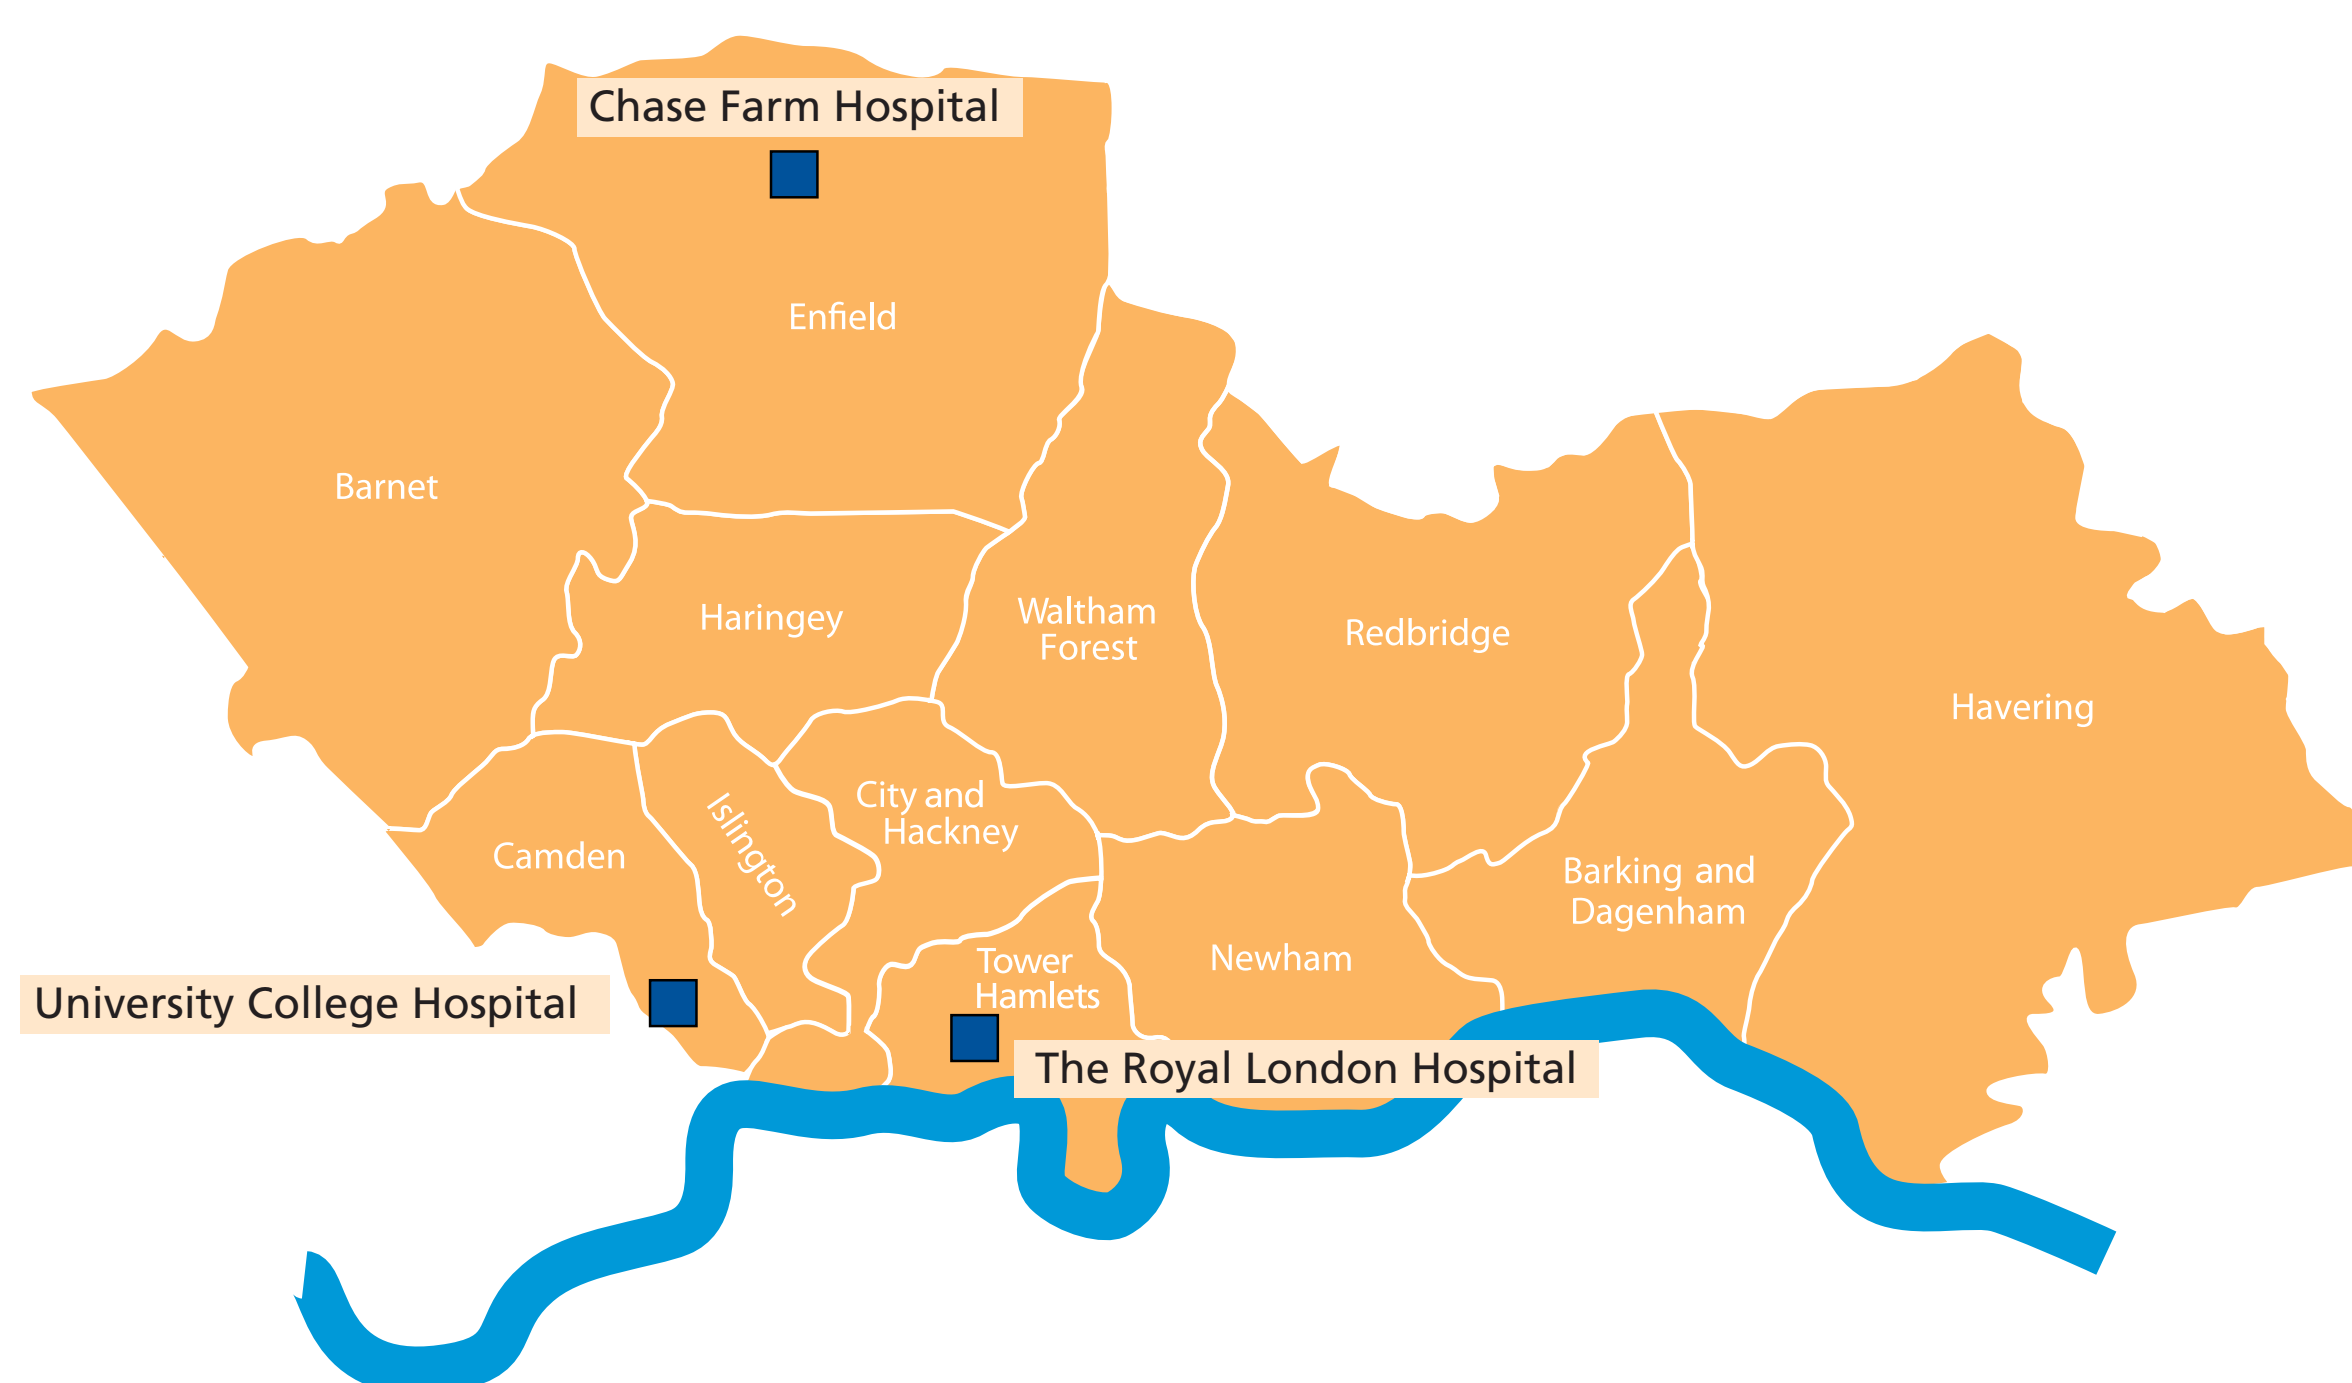 Chase Farm Hospital
Enfield
Barnet
Haringey
Waltham
Forest
Redbridge
Havering
City and
Hackney
Islington
Camden
Barking and
Dagenham
Tower
Hamlets
Newham
University College Hospital
The Royal London Hospital